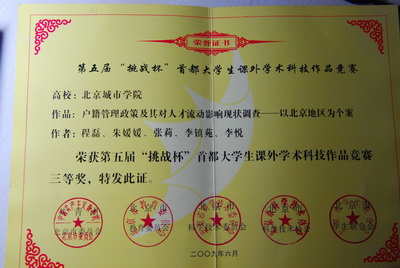 荣誉证书
第五届“挑战杯”首都大学生课外学术科技作品竞赛
高校：北京城市学院
作品：户籍管理政策及其对人才流动影响现状调查——以北京地区为个案
作者：程磊、朱媛媛、张莉、李镇苑、李悦
荣获第五届“挑战杯”首都大学生课外学术科技作品竞赛
三等奖，特发此证。
二〇〇九年六月